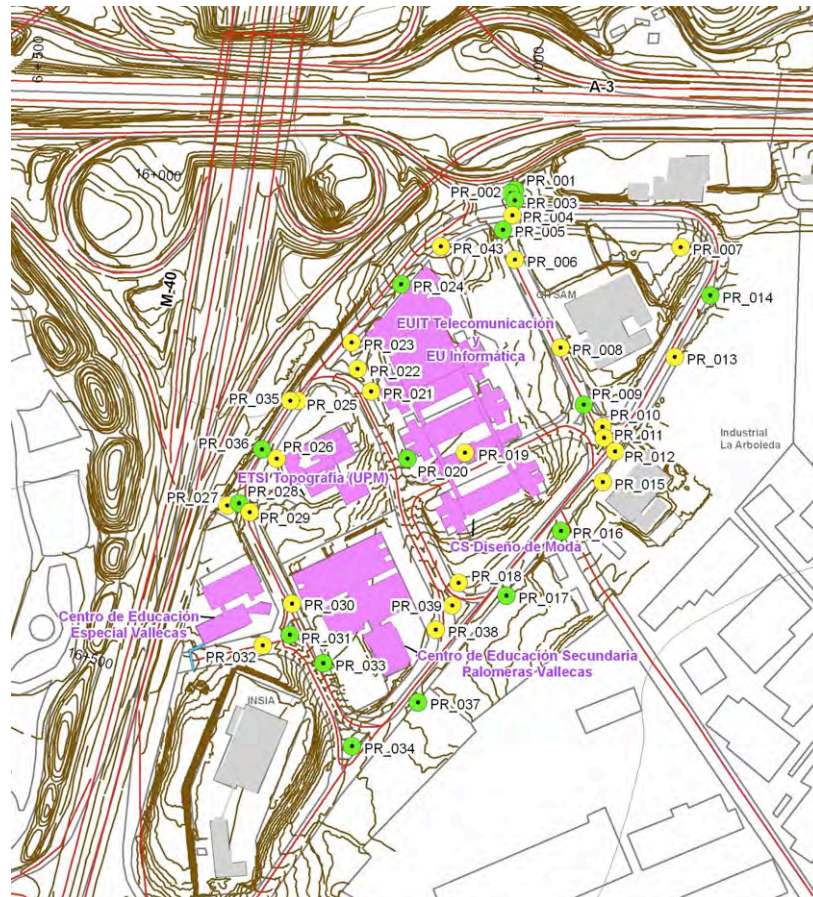 6 + 500
7 + 000
A-3
16+000
M-40
PR_001
PR_002
PR_003
PR_004
PR_005
PR_043
PR_006
PR_007
CITSAM
PR_024
PR_014
EUIT Telecomunicación
y
EU Informática
PR_023
PR_008
PR_013
PR_022
PR_021
PR_035
PR_025
PR_009
PR_010
PR_011
Industrial
La Arboleda
PR_036
PR_026
PR_019
PR_012
PR_020
ETSI Topografía (UPM)
PR_015
PR_027
PR_028
PR_029
PR_016
CS Diseño de Moda
PR_018
PR_017
PR_030
PR_039
Centro de Educación
Especial Vallecas
PR_031
PR_038
PR_032
16+500
PR_033
Centro de Educación Secundaria
Palomeras Vallecas
INSIA
PR_037
PR_034